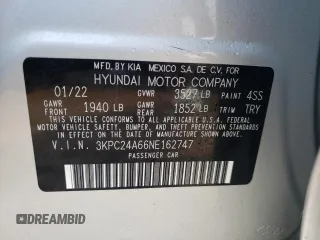 MFD. BY KIA MEXICO S.A. DE C.V. FOR
HYUNDAI MOTOR COMPANY
01/22 GVWR 3527 LB PAINT 4SS
GAWR 1940 LB GAWR 1852 LB TRIM TRY
THIS VEHICLE CONFORMS TO ALL APPLICABLE
FEDERAL MOTOR VEHICLE SAFETY, BUMPER, AND
THEFT PREVENTION STANDARDS IN EFFECT ON
THE DATE OF MANUFACTURE SHOWN ABOVE.
V.I.N. 3KPC24A66NE162747
PASSENGER CAR
DREAMBID